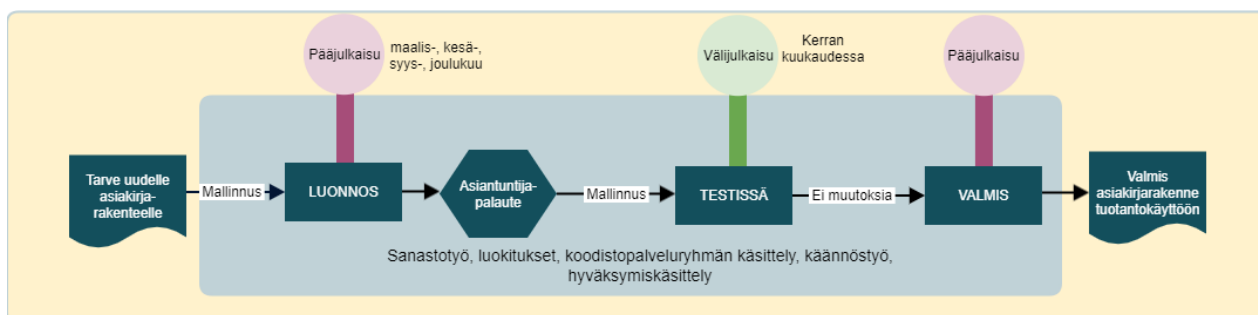 Pääjulkaisu
maalis-, kesä-,
syys-, joulukuu
Välijulkaisu
Kerran
kuukaudessa
Pääjulkaisu
Tarve uudelle
asiakirja-
rakenteelle
Mallinnus
LUONNOS
Asiantuntija-
palaute
Mallinnus
TESTISSÄ
Ei muutoksia
VALMIS
Valmis
asiakirjarakenne
tuotantokäyttöön
Sanastotyö, luokitukset, koodistopalveluryhmän käsittely, käännöstyö,
hyväksymiskäsittely